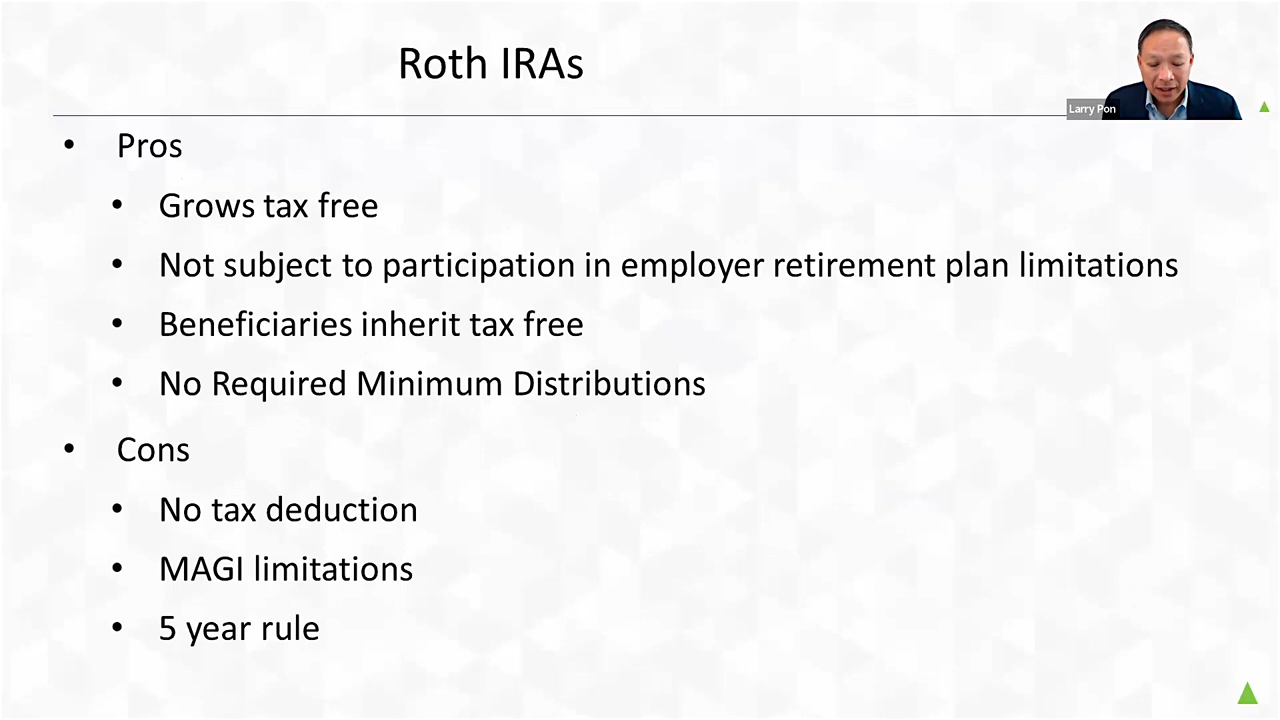 Roth IRAs
Larry Pon
• Pros
• Grows tax free
• Not subject to participation in employer retirement plan limitations
• Beneficiaries inherit tax free
• No Required Minimum Distributions
• Cons
• No tax deduction
• MAGI limitations
• 5 year rule